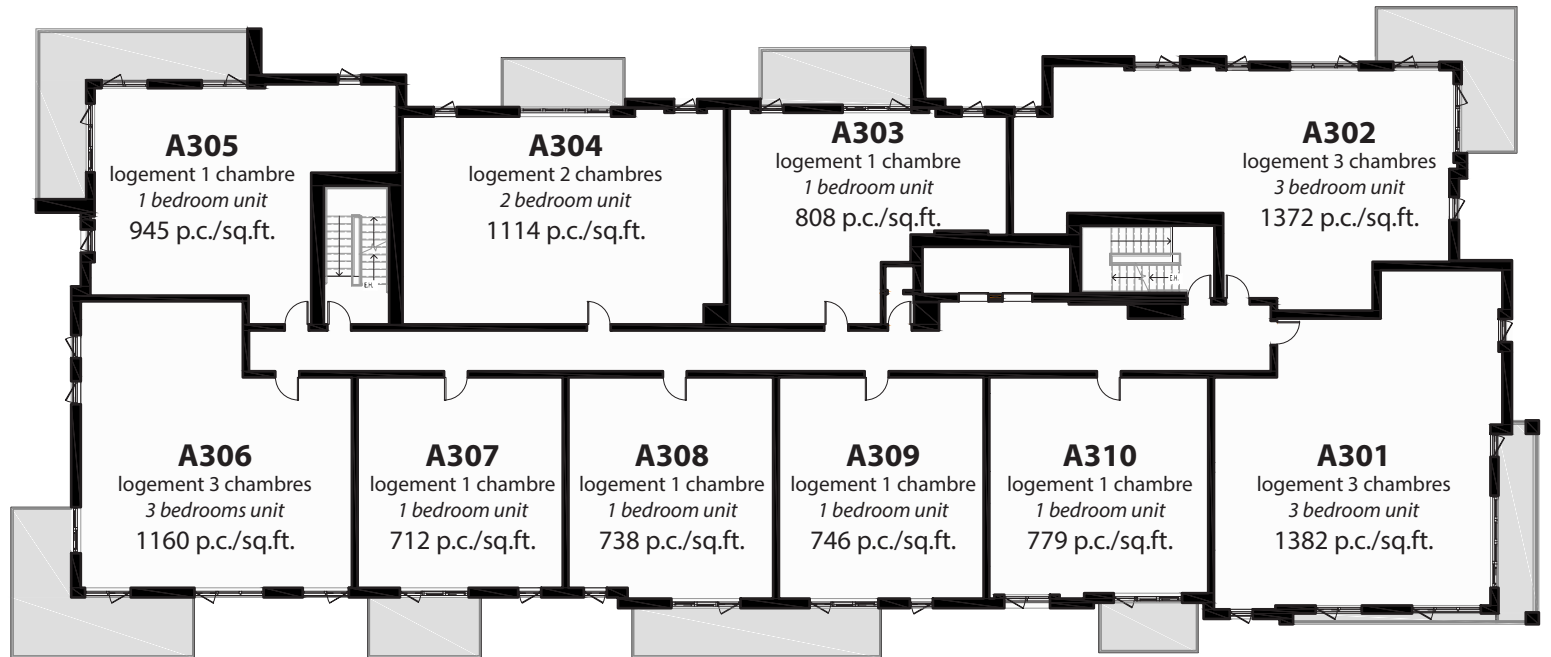 A305
logement 1 chambre
1 bedroom unit
945 p.c./sq.ft.
A304
logement 2 chambres
2 bedroom unit
1114 p.c./sq.ft.
A303
logement 1 chambre
1 bedroom unit
808 p.c./sq.ft.
A302
logement 3 chambres
3 bedroom unit
1372 p.c./sq.ft.
E.H.
E.H.
A306
logement 3 chambres
3 bedrooms unit
1160 p.c./sq.ft.
A307
logement 1 chambre
1 bedroom unit
712 p.c./sq.ft.
A308
logement 1 chambre
1 bedroom unit
738 p.c./sq.ft.
A309
logement 1 chambre
1 bedroom unit
746 p.c./sq.ft.
A310
logement 1 chambre
1 bedroom unit
779 p.c./sq.ft.
A301
logement 3 chambres
3 bedroom unit
1382 p.c./sq.ft.